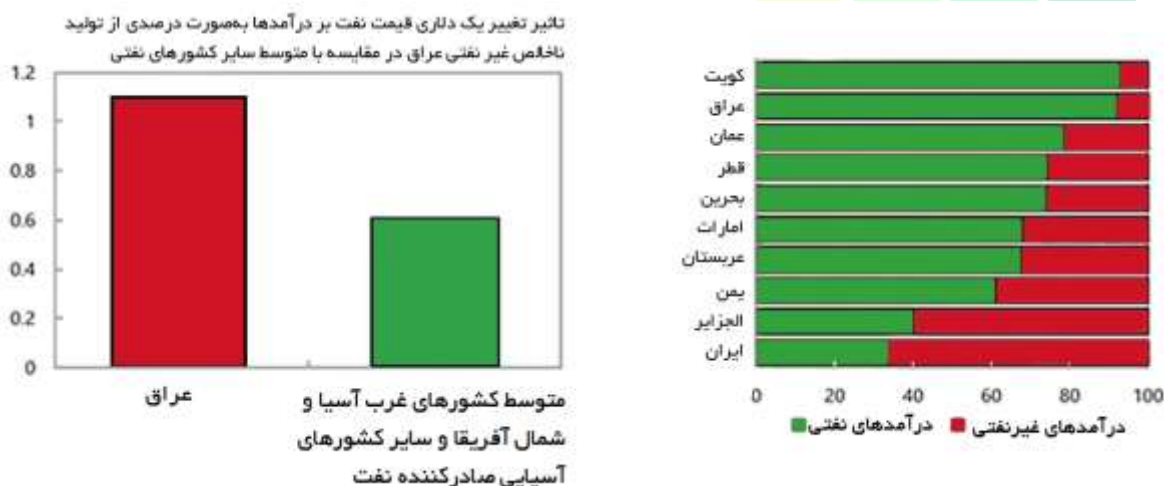 تاثیر تغییر یک دلاری قیمت نفت بر درآمدها به‌صورت درصدی از تولید
ناخالص غیر نفتی عراق در مقایسه با متوسط سایر کشورهای نفتی
1.2
1
0.8
0.6
0.4
0.2
0
عراق
متوسط کشورهای غرب آسیا و
شمال آفریقا و سایر کشورهای
آسیایی صادرکننده نفت
کویت
عراق
عمان
قطر
بحرین
امارات
عربستان
یمن
الجزایر
ایران
0 20 40 60 80 100
درآمدهای نفتی درآمدهای غیرنفتی